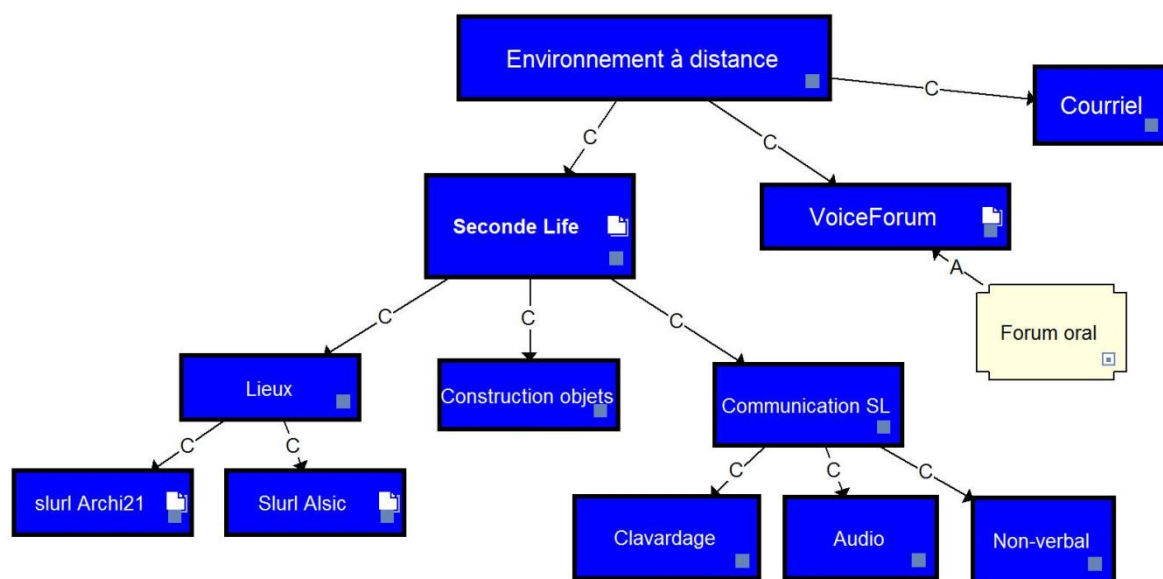 Environnement à distance
C
Courriel
C
C
Seconde Life
VoiceForum
A
Forum oral
C
C
C
Lieux
Construction objets
Communication SL
C
C
C
C
C
slurl Archi21
Slurl Alsic
Clavardage
Audio
Non-verbal